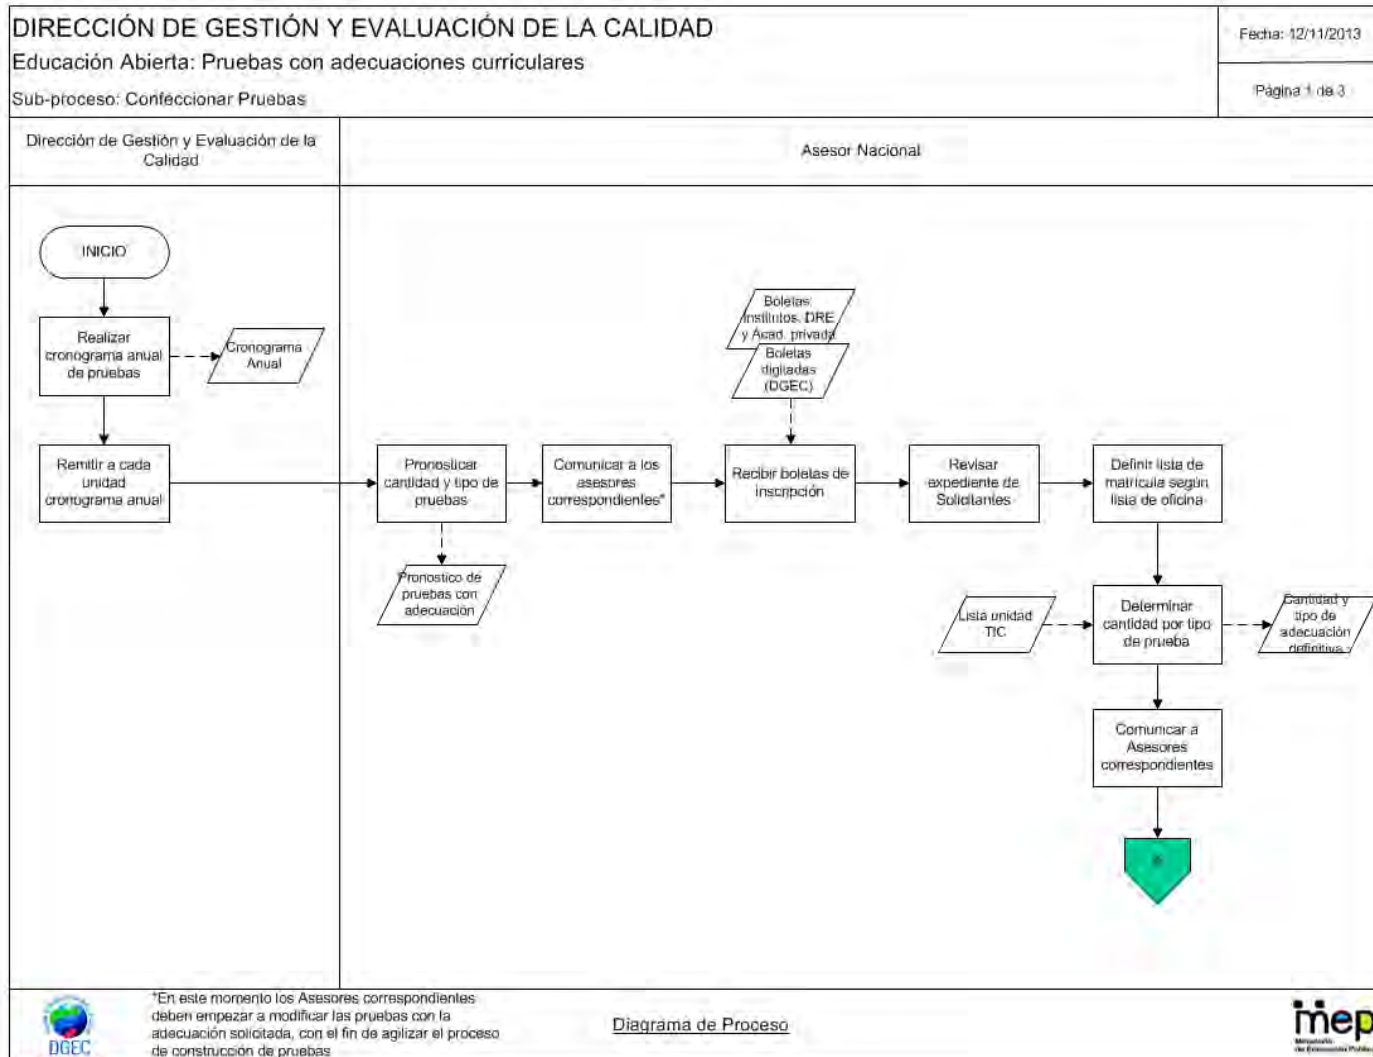 DIRECCIÓN DE GESTIÓN Y EVALUACIÓN DE LA CALIDAD
Educación Abierta: Pruebas con adecuaciones curriculares
Sub-proceso: Confeccionar Pruebas
Fecha: 12/11/2013
Página 1 de 3
Dirección de Gestión y Evaluación de la
Calidad
Asesor Nacional
INICIO
Realizar
cronograma anual
de pruebas
Cronograma
Anual
Remitir a cada
unidad
cronograma anual
Pronosticar
cantidad y tipo de
pruebas
Pronostico de
pruebas con
adecuación
Comunicar a los
asesores
correspondientes*
Boletas
Institutos, DRE
y Acad. privada
Boletas
digitadas
(DGEC)
Recibir boletas de
inscripción
Revisar
expediente de
Solicitantes
Definir lista de
matrícula según
lista de oficina
Lista unidad
TIC
Determinar
cantidad por tipo
de prueba
Cantidad y
tipo de
adecuación
definitiva
Comunicar a
Asesores
correspondientes
DGEC
*En este momento los Asesores correspondientes
deben empezar a modificar las pruebas con la
adecuación solicitada, con el fin de agilizar el proceso
de construcción de pruebas
Diagrama de Proceso
mep
Ministerio
de Educación Pública